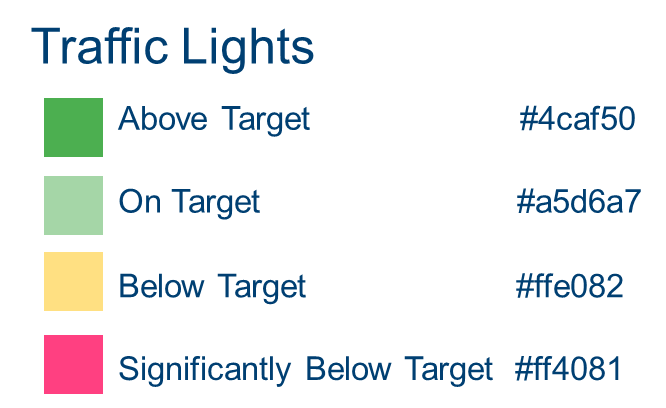 Traffic Lights
Above Target #4caf50
On Target #a5d6a7
Below Target #ffe082
Significantly Below Target #ff4081